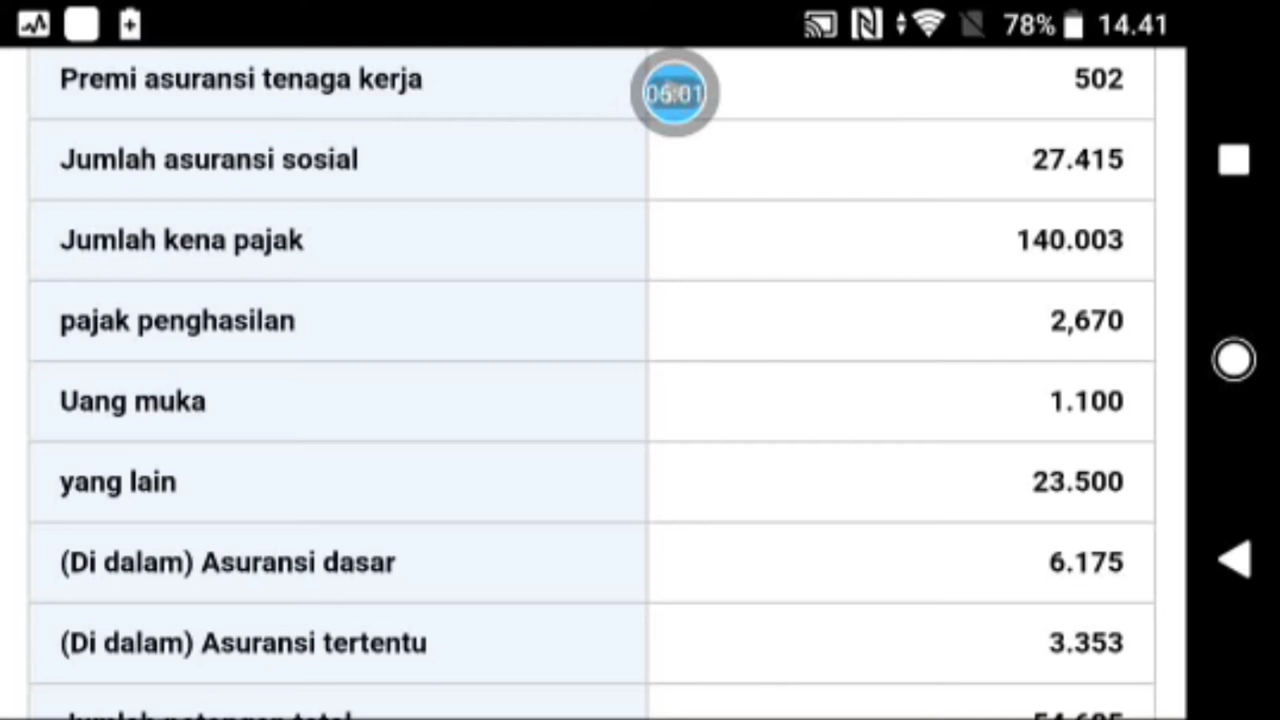 78% 14.41
Premi asuransi tenaga kerja 502
06:01
Jumlah asuransi sosial 27.415
Jumlah kena pajak 140.003
pajak penghasilan 2,670
Uang muka 1.100
yang lain 23.500
(Di dalam) Asuransi dasar 6.175
(Di dalam) Asuransi tertentu 3.353